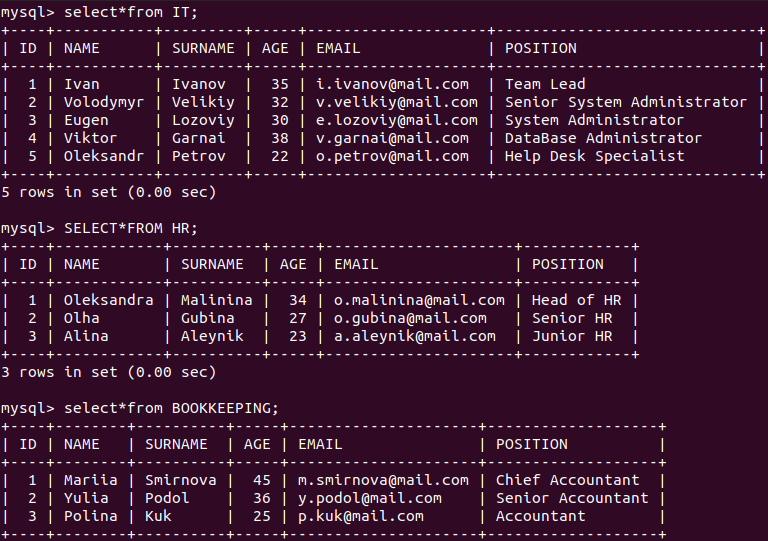 mysql> select*from IT;
+----+-----------+---------+-----+--------------------+-----------------------------+
| ID | NAME      | SURNAME | AGE | EMAIL              | POSITION                    |
+----+-----------+---------+-----+--------------------+-----------------------------+
|  1 | Ivan      | Ivanov  |  35 | i.ivanov@mail.com  | Team Lead                   |
|  2 | Volodymyr | Velikiy |  32 | v.velikiy@mail.com | Senior System Administrator |
|  3 | Eugen     | Lozoviy |  30 | e.lozoviy@mail.com | System Administrator        |
|  4 | Viktor    | Garnai  |  38 | v.garnai@mail.com  | DataBase Administrator      |
|  5 | Oleksandr | Petrov  |  22 | o.petrov@mail.com  | Help Desk Specialist        |
+----+-----------+---------+-----+--------------------+-----------------------------+
5 rows in set (0.00 sec)
mysql> SELECT*FROM HR;
+----+------------+----------+-----+---------------------+------------+
| ID | NAME       | SURNAME  | AGE | EMAIL               | POSITION   |
+----+------------+----------+-----+---------------------+------------+
|  1 | Oleksandra | Malinina |  34 | o.malinina@mail.com | Head of HR |
|  2 | Olha       | Gubina   |  27 | o.gubina@mail.com   | Senior HR  |
|  3 | Alina      | Aleynik  |  23 | a.aleynik@mail.com  | Junior HR  |
+----+------------+----------+-----+---------------------+------------+
3 rows in set (0.00 sec)
mysql> select*from BOOKKEEPING;
+----+--------+----------+-----+---------------------+-------------------+
| ID | NAME   | SURNAME  | AGE | EMAIL               | POSITION          |
+----+--------+----------+-----+---------------------+-------------------+
|  1 | Mariia | Smirnova |  45 | m.smirnova@mail.com | Chief Accountant  |
|  2 | Yulia  | Podol    |  36 | y.podol@mail.com    | Senior Accountant |
|  3 | Polina | Kuk      |  25 | p.kuk@mail.com      | Accountant        |
+----+--------+----------+-----+---------------------+-------------------+